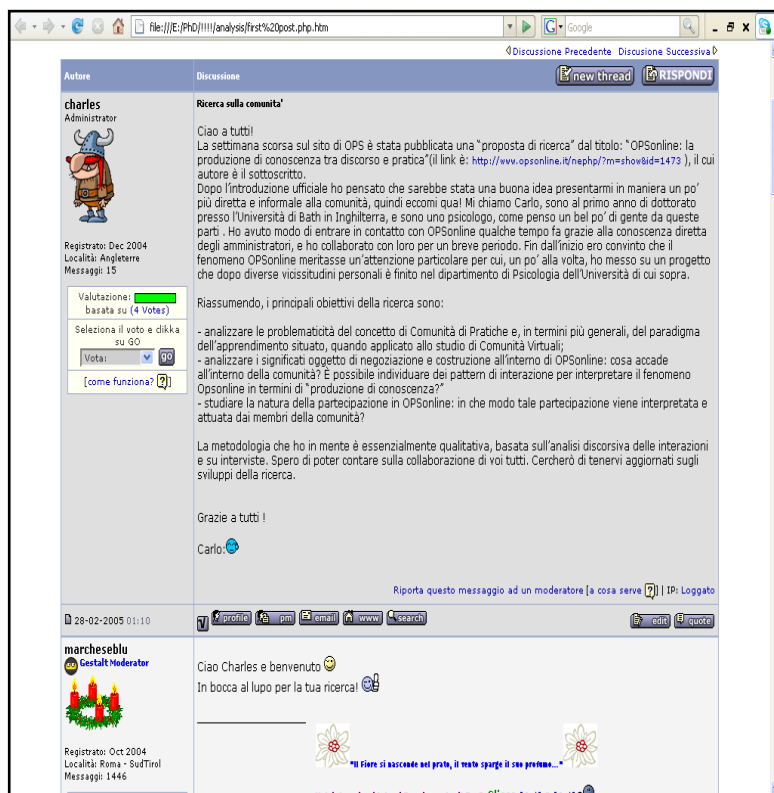 file:///E:/PhD/!!!!/analysis/first%20post.php.htm
G Google
Discussione Precedente Discusione Successiva
Autore
Discussione
new thread
RISPONDI
charles
Administrator
Registrato: Dec 2004
Località: Angleterre
Messaggi: 15
Valutazione:
basata su (4 Votes)
Seleziona il voto e dikka
su GO
Vota:
go
[come funziona? ?]
Ricerca sulla comunita'
Ciao a tutti!
La settimana scorsa sul sito di OPS è stata pubblicata una "proposta di ricerca" dal titolo: "OPSonline: la
produzione di conoscenza tra discorso e pratica"(il link è: http://www.opsonline.it/nephp/?m=show&id=1473 ), il cui
autore è il sottoscritto.
Dopo l'introduzione ufficiale ho pensato che sarebbe stata una buona idea presentarmi in maniera un po'
più diretta e informale alla comunità, quindi eccomi qua! Mi chiamo Carlo, sono al primo anno di dottorato
presso l'Università di Bath in Inghilterra, e sono uno psicologo, come penso un bel po' di gente da queste
parti . Ho avuto modo di entrare in contatto con OPSonline qualche tempo fa grazie alla conoscenza diretta
degli amministratori, e ho collaborato con loro per un breve periodo. Fin dall'inizio ero convinto che il
fenomeno OPSonline meritasse un'attenzione particolare per cui, un po' alla volta, ho messo su un progetto
che dopo diverse vicissitudini personali è finito nel dipartimento di Psicologia dell'Università di cui sopra.
Riassumendo, i principali obiettivi della ricerca sono:
- analizzare le problematicità del concetto di Comunità di Pratiche e, in termini più generali, del paradigma
dell'apprendimento situato, quando applicato allo studio di Comunità Virtuali;
- analizzare i significati oggetto di negoziazione e costruzione all'interno di OPSonline: cosa accade
all'interno della comunità? È possibile individuare dei pattern di interazione per interpretare il fenomeno
Opsonline in termini di "produzione di conoscenza?"
- studiare la natura della partecipazione in OPSonline: in che modo tale partecipazione viene interpretata e
attuata dai membri della comunità?
La metodologia che ho in mente è essenzialmente qualitativa, basata sull'analisi discorsiva delle interazioni
e su interviste. Spero di poter contare sulla collaborazione di voi tutti. Cercherò di tenervi aggiornati sugli
sviluppi della ricerca.
Grazie a tutti !
Carlo:
Riporta questo messaggio ad un moderatore [a cosa serve ?] | IP: Loggato
28-02-2005 01:10
profile pm email www search
edit quote
marcheseblu
Gestalt Moderator
Registrato: Oct 2004
Località: Roma - SudTirol
Messaggi: 1446
Ciao Charles e benvenuto
In bocca al lupo per la tua ricerca!
"Il Fiore si nasconde nel prato, il vento sparge il suo profumo..."